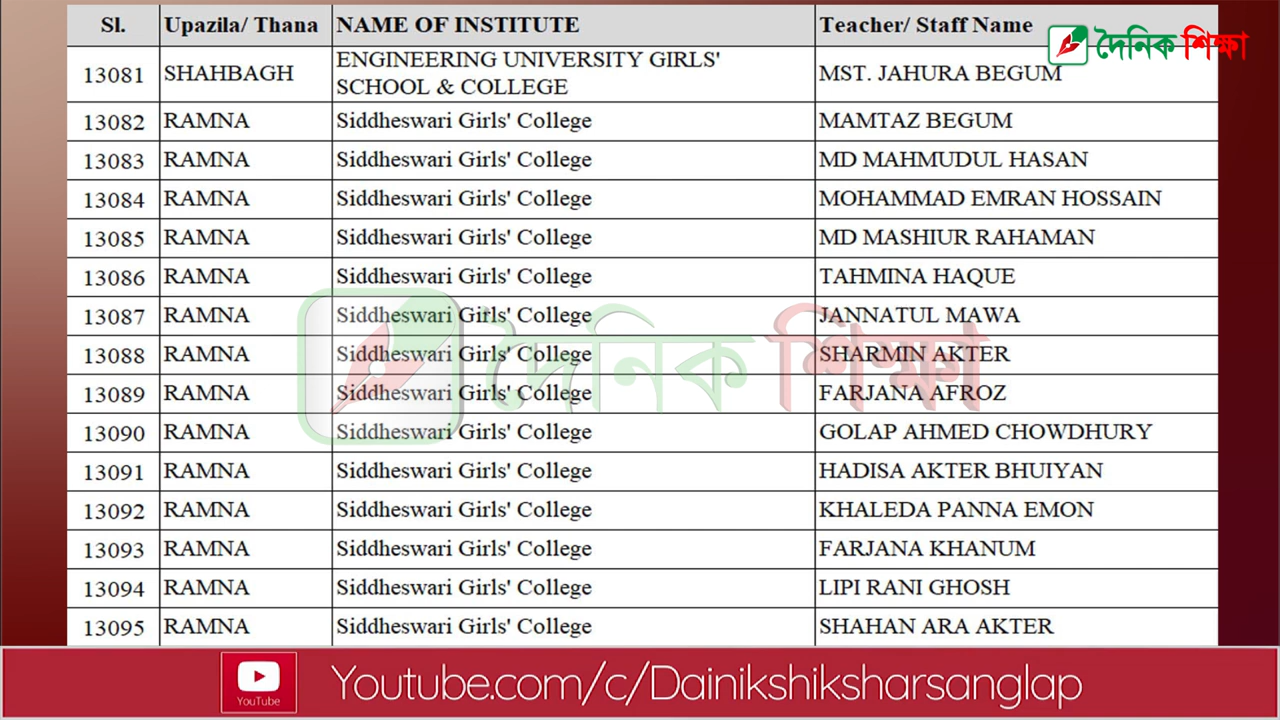 Sl. Upazila/ Thana NAME OF INSTITUTE Teacher/ Staff Name
দৈনিক শিক্ষা
13081 SHAHBAGH ENGINEERING UNIVERSITY GIRLS' SCHOOL & COLLEGE MST. JAHURA BEGUM
13082 RAMNA Siddheswari Girls' College MAMTAZ BEGUM
13083 RAMNA Siddheswari Girls' College MD MAHMUDUL HASAN
13084 RAMNA Siddheswari Girls' College MOHAMMAD EMRAN HOSSAIN
13085 RAMNA Siddheswari Girls' College MD MASHIUR RAHAMAN
13086 RAMNA Siddheswari Girls' College TAHMINA HAQUE
13087 RAMNA Siddheswari Girls' College JANNATUL MAWA
13088 RAMNA Siddheswari Girls' College SHARMIN AKTER
দৈনিক শিক্ষা
13089 RAMNA Siddheswari Girls' College FARJANA AFROZ
13090 RAMNA Siddheswari Girls' College GOLAP AHMED CHOWDHURY
13091 RAMNA Siddheswari Girls' College HADISA AKTER BHUIYAN
13092 RAMNA Siddheswari Girls' College KHALEDA PANNA EMON
13093 RAMNA Siddheswari Girls' College FARJANA KHANUM
13094 RAMNA Siddheswari Girls' College LIPI RANI GHOSH
13095 RAMNA Siddheswari Girls' College SHAHAN ARA AKTER
YouTube
Youtube.com/c/Dainikshiksharsanglap